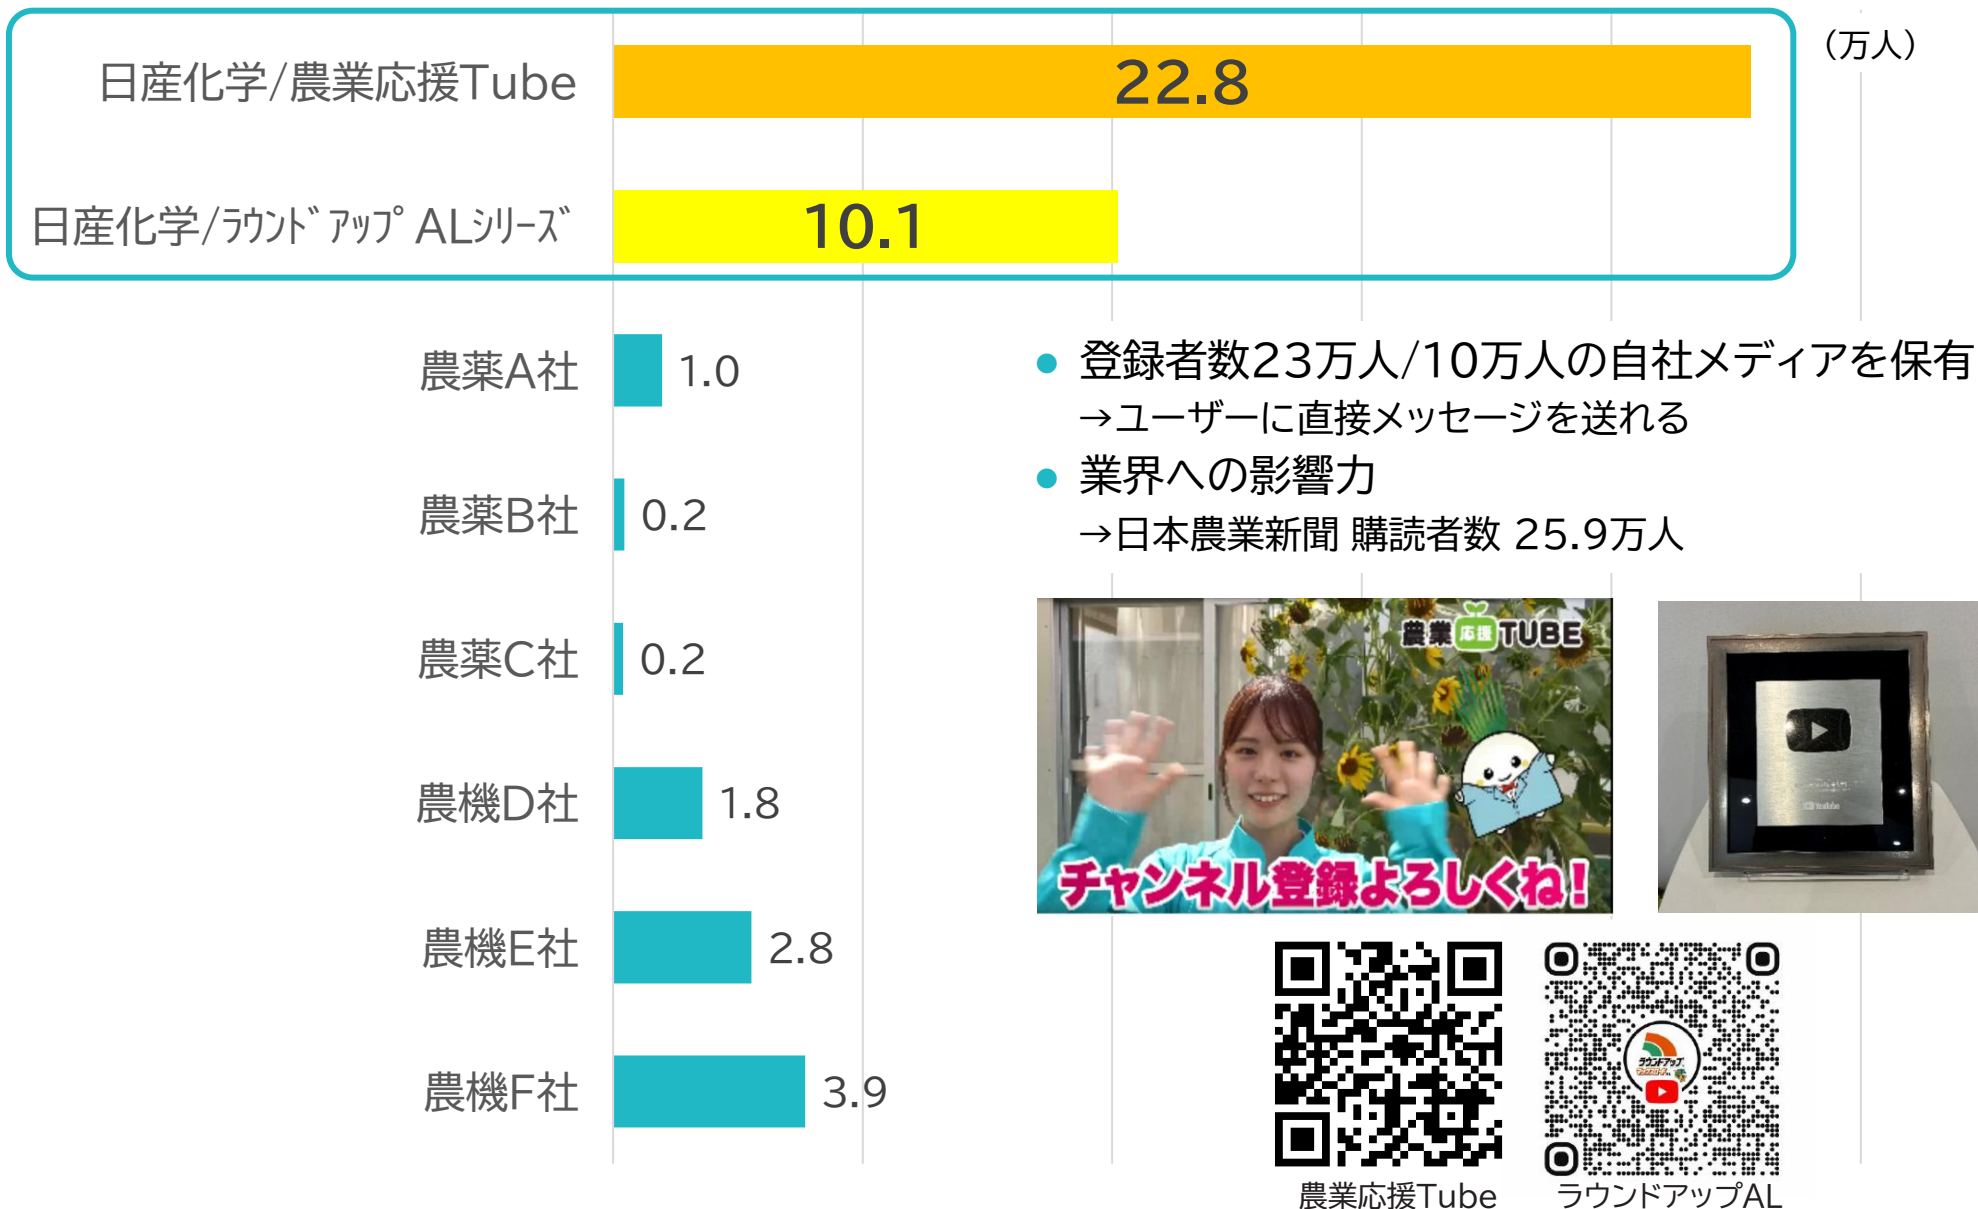 (万人)
日産化学/農業応援Tube
22.8
日産化学/ﾗｳﾝﾄﾞｱｯﾌﾟALｼﾘｰｽﾞ
10.1
農薬A社
1.0
農薬B社
0.2
農薬C社
0.2
農機D社
1.8
農機E社
2.8
農機F社
3.9
● 登録者数23万人/10万人の自社メディアを保有
→ユーザーに直接メッセージを送れる
● 業界への影響力
→日本農業新聞 購読者数 25.9万人
農業応援TUBE
チャンネル登録よろしくね!
YouTube
ラウンドアップ
農業応援Tube
ラウンドアップAL